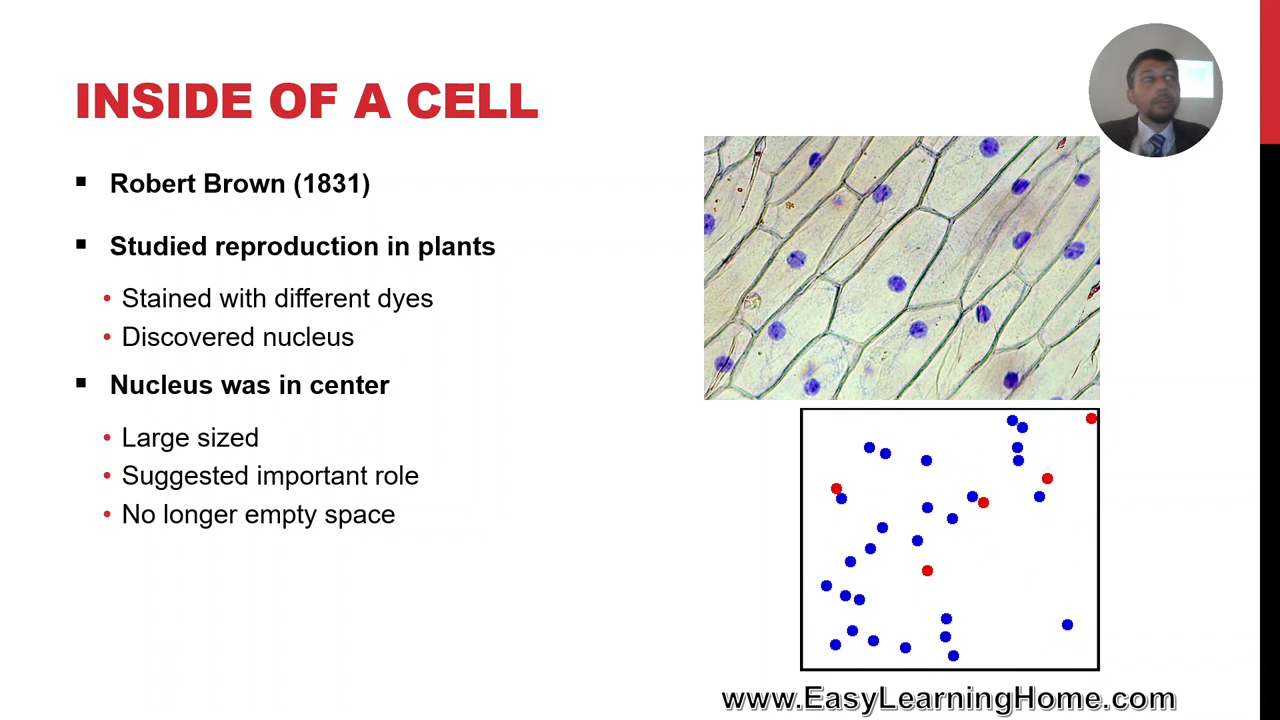 INSIDE OF A CELL
Robert Brown (1831)
Studied reproduction in plants
Stained with different dyes
Discovered nucleus
Nucleus was in center
Large sized
Suggested important role
No longer empty space
www.EasyLearningHome.com